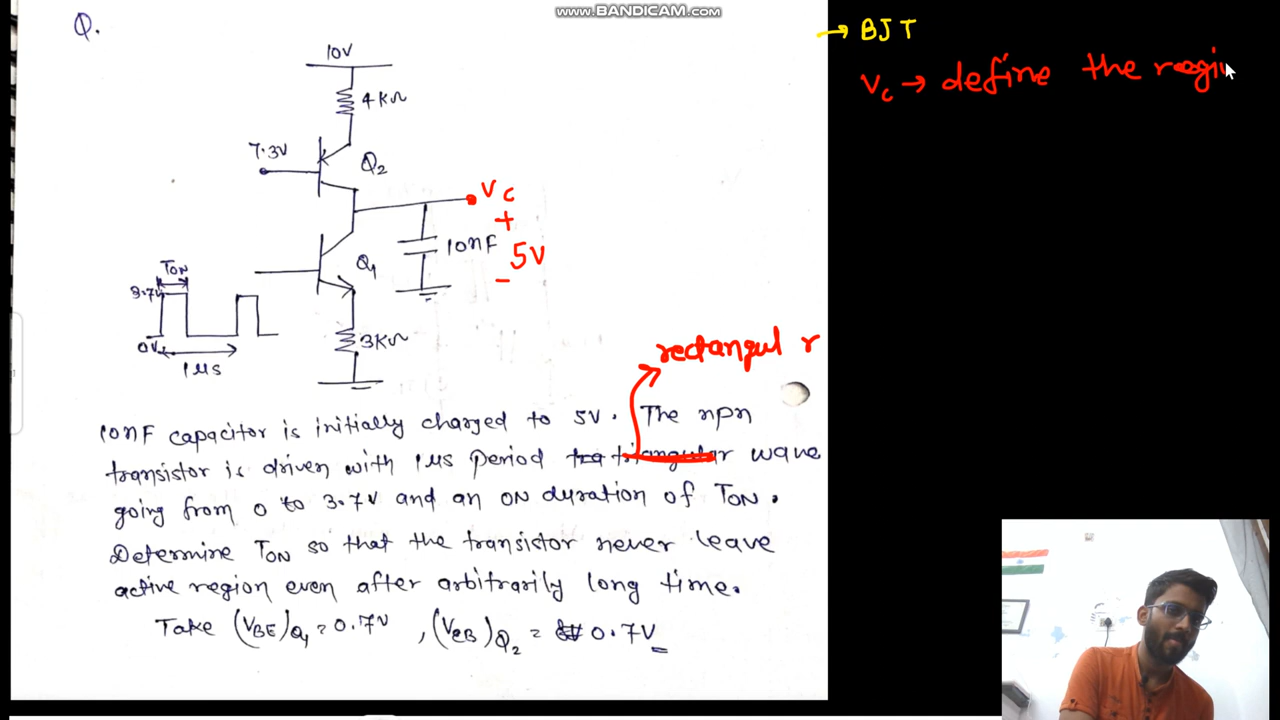 WWW.BANDICAM.COM
Q.
→ BJT
Vc → define the regi
10V
4KΩ
7.3V
Q2
Vc
+
10nF
5V
-
Q1
TON
3.7V
0V
1μs
3KΩ
rectangul r
10nF capacitor is initially charged to 5V. The npn
transistor is driven with 1μs period triangular wave
going from 0 to 3.7V and an ON duration of TON.
Determine TON so that the transistor never leave
active region even after arbitrarily long time.
Take (VBE)Q1 = 0.7V , (VEB)Q2 = 0.7V